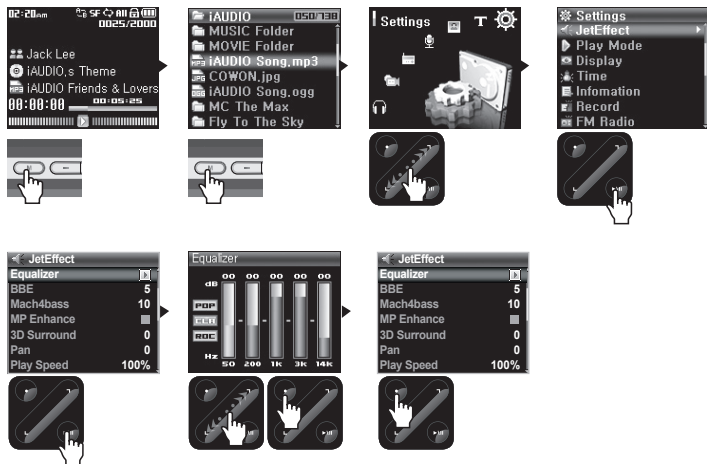 02:20am SF All
0025/2000
Jack Lee
iAUDIO,s Theme
iAUDIO Friends & Lovers
00:00:00 00:05:25
iAUDIO 050/738
MUSIC Folder
MOVIE Folder
iAUDIO Song.mp3
COWON.jpg
iAUDIO Song.ogg
MC The Max
Fly To The Sky
Settings
T
Settings
JetEffect
Play Mode
Display
Time
Infomation
Record
FM Radio
M
M
JetEffect
Equalizer
BBE 5
Mach4bass 10
MP Enhance
3D Surround 0
Pan 0
Play Speed 100%
Equalizer
00 00 00 00 00
dB
POP
ROC
Hz
50 200 1k 3K 14K
JetEffect
Equalizer
BBE 5
Mach4bass 10
MP Enhance
3D Surround 0
Pan 0
Play Speed 100%